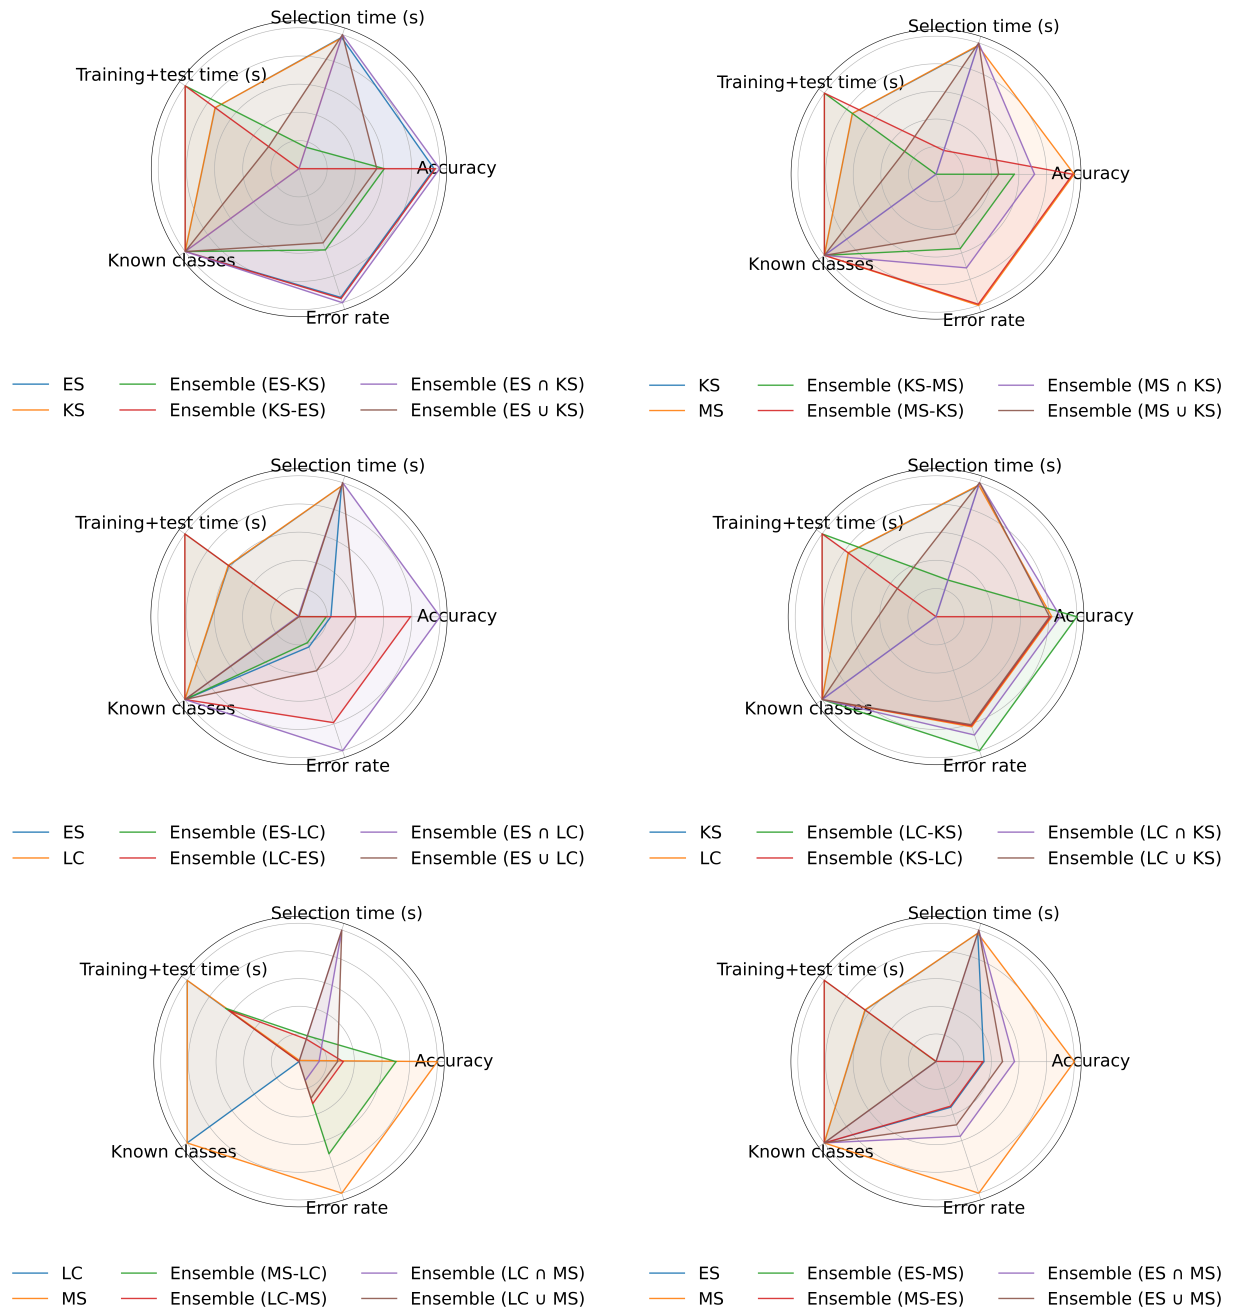 Selection time (s)
Training+test time (s)
Accuracy
Known classes
Error rate
ES
Ensemble (ES-KS)
Ensemble (ES ∩ KS)
KS
Ensemble (KS-ES)
Ensemble (ES ∪ KS)
Selection time (s)
Training+test time (s)
Accuracy
Known classes
Error rate
KS
Ensemble (KS-MS)
Ensemble (MS ∩ KS)
MS
Ensemble (MS-KS)
Ensemble (MS ∪ KS)
Selection time (s)
Training+test time (s)
Accuracy
Known classes
Error rate
ES
Ensemble (ES-LC)
Ensemble (ES ∩ LC)
LC
Ensemble (LC-ES)
Ensemble (ES ∪ LC)
Selection time (s)
Training+test time (s)
Accuracy
Known classes
Error rate
KS
Ensemble (LC-KS)
Ensemble (LC ∩ KS)
LC
Ensemble (KS-LC)
Ensemble (LC ∪ KS)
Selection time (s)
Training+test time (s)
Accuracy
Known classes
Error rate
LC
Ensemble (MS-LC)
Ensemble (LC ∩ MS)
MS
Ensemble (LC-MS)
Ensemble (LC ∪ MS)
Selection time (s)
Training+test time (s)
Accuracy
Known classes
Error rate
ES
Ensemble (ES-MS)
Ensemble (ES ∩ MS)
MS
Ensemble (MS-ES)
Ensemble (ES ∪ MS)